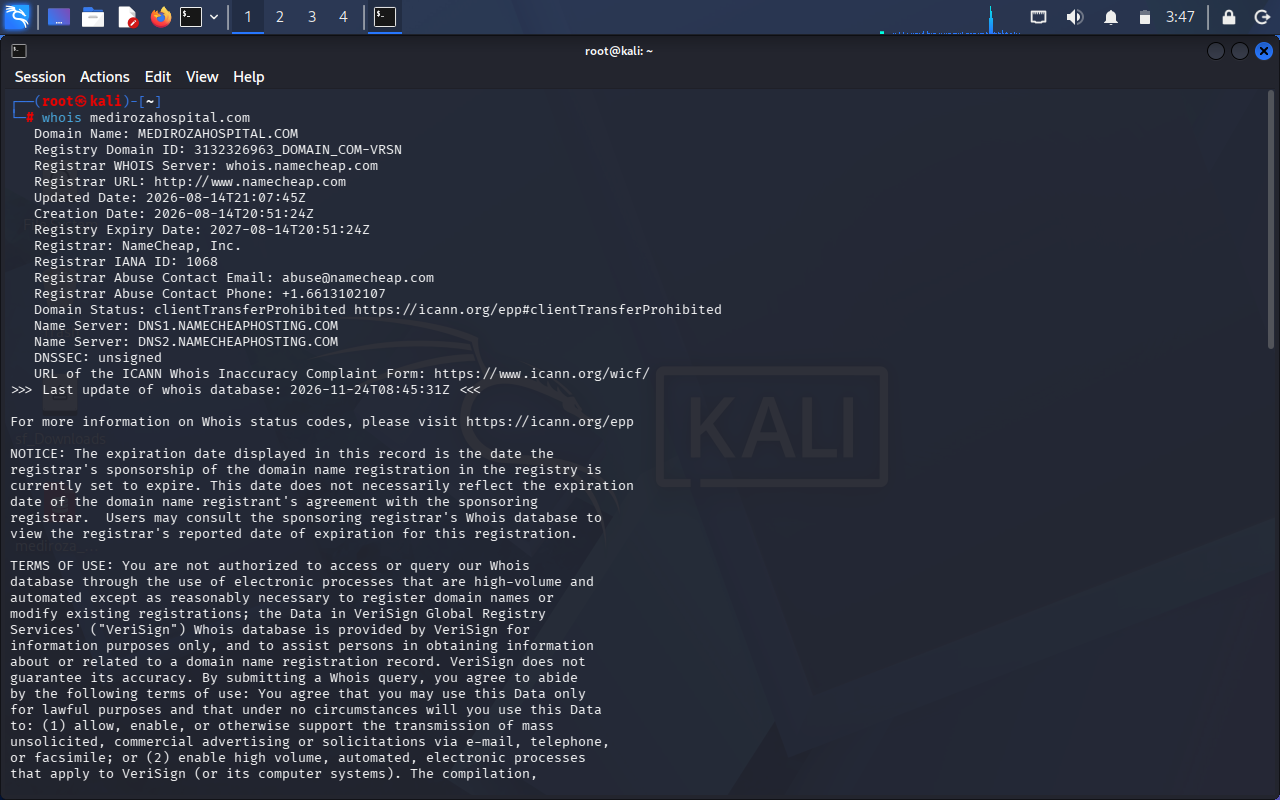 1 2 3 4 3:47
root@kali: ~
Session Actions Edit View Help
┌──(root㉿kali)-[~]
└─# whois medirozahospital.com
Domain Name: MEDIROZAHOSPITAL.COM
Registry Domain ID: 3132326963_DOMAIN_COM-VRSN
Registrar WHOIS Server: whois.namecheap.com
Registrar URL: http://www.namecheap.com
Updated Date: 2026-08-14T21:07:45Z
Creation Date: 2026-08-14T20:51:24Z
Registry Expiry Date: 2027-08-14T20:51:24Z
Registrar: NameCheap, Inc.
Registrar IANA ID: 1068
Registrar Abuse Contact Email: abuse@namecheap.com
Registrar Abuse Contact Phone: +1.6613102107
Domain Status: clientTransferProhibited https://icann.org/epp#clientTransferProhibited
Name Server: DNS1.NAMECHEAPHOSTING.COM
Name Server: DNS2.NAMECHEAPHOSTING.COM
DNSSEC: unsigned
URL of the ICANN Whois Inaccuracy Complaint Form: https://www.icann.org/wicf/
>>> Last update of whois database: 2026-11-24T08:45:31Z <<<
For more information on Whois status codes, please visit https://icann.org/epp
KALI
sf_Downloads
NOTICE: The expiration date displayed in this record is the date the
registrar's sponsorship of the domain name registration in the registry is
currently set to expire. This date does not necessarily reflect the expiration
date of the domain name registrant's agreement with the sponsoring
registrar.  Users may consult the sponsoring registrar's Whois database to
view the registrar's reported date of expiration for this registration.
TERMS OF USE: You are not authorized to access or query our Whois
database through the use of electronic processes that are high-volume and
automated except as reasonably necessary to register domain names or
modify existing registrations; the Data in VeriSign Global Registry
Services' ("VeriSign") Whois database is provided by VeriSign for
information purposes only, and to assist persons in obtaining information
about or related to a domain name registration record. VeriSign does not
guarantee its accuracy. By submitting a Whois query, you agree to abide
by the following terms of use: You agree that you may use this Data only
for lawful purposes and that under no circumstances will you use this Data
to: (1) allow, enable, or otherwise support the transmission of mass
unsolicited, commercial advertising or solicitations via e-mail, telephone,
or facsimile; or (2) enable high volume, automated, electronic processes
that apply to VeriSign (or its computer systems). The compilation,